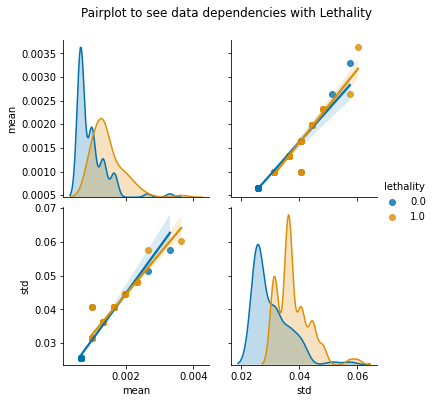 Pairplot to see data dependencies with Lethality
0.0035
0.0030
0.0025
0.0020
0.0015
0.0010
0.0005
mean
lethality
0.0
1.0
0.07
0.06
0.05
0.04
0.03
std
0.002 0.004
mean
0.02 0.04 0.06
std